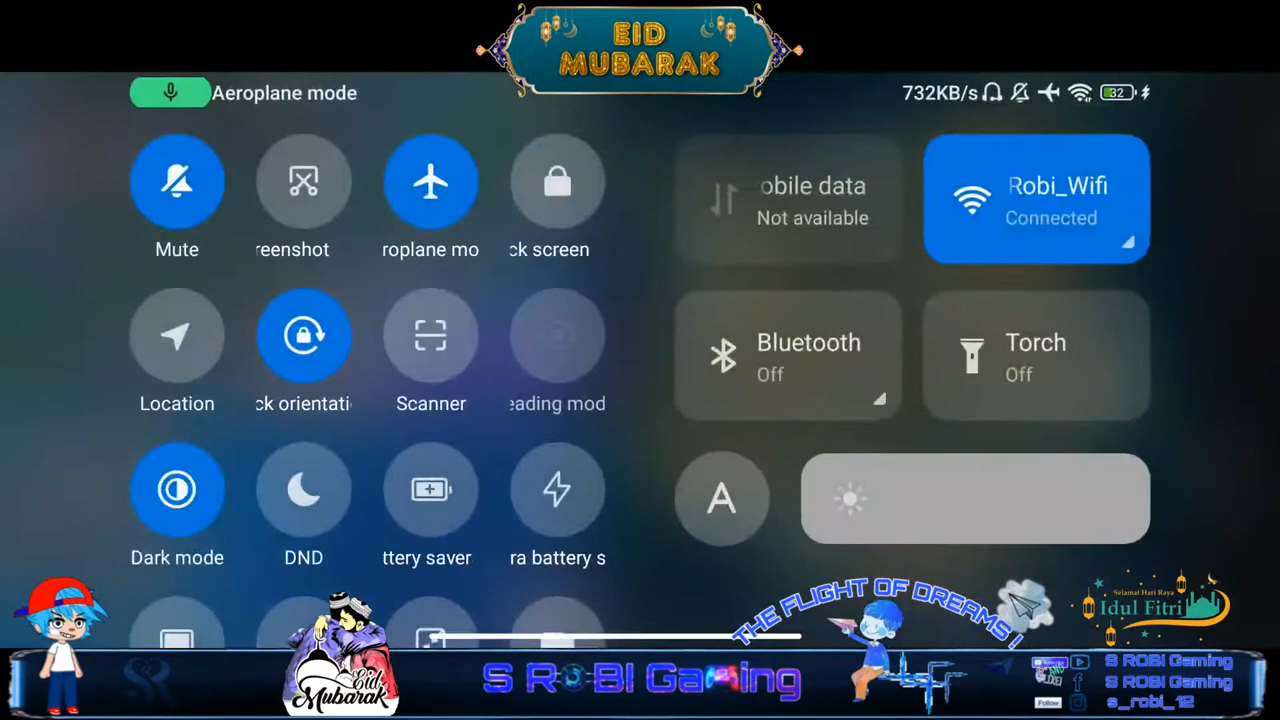 EID
MUBARAK
Aeroplane mode
732KB/s
32
Mute
reenshot
roplane mo
ck screen
obile data
Not available
Robi_Wifi
Connected
Location
ck orientati
Scanner
eading mod
Bluetooth
Off
Torch
Off
A
Dark mode
DND
ttery saver
ra battery s
THE FLIGHT OF DREAMS !
Selamat Hari Raya
Idul Fitri
Eid
Mubarak
S ROBI Gaming
S ROBI Gaming
S ROBI Gaming
Follow
s_robi_12